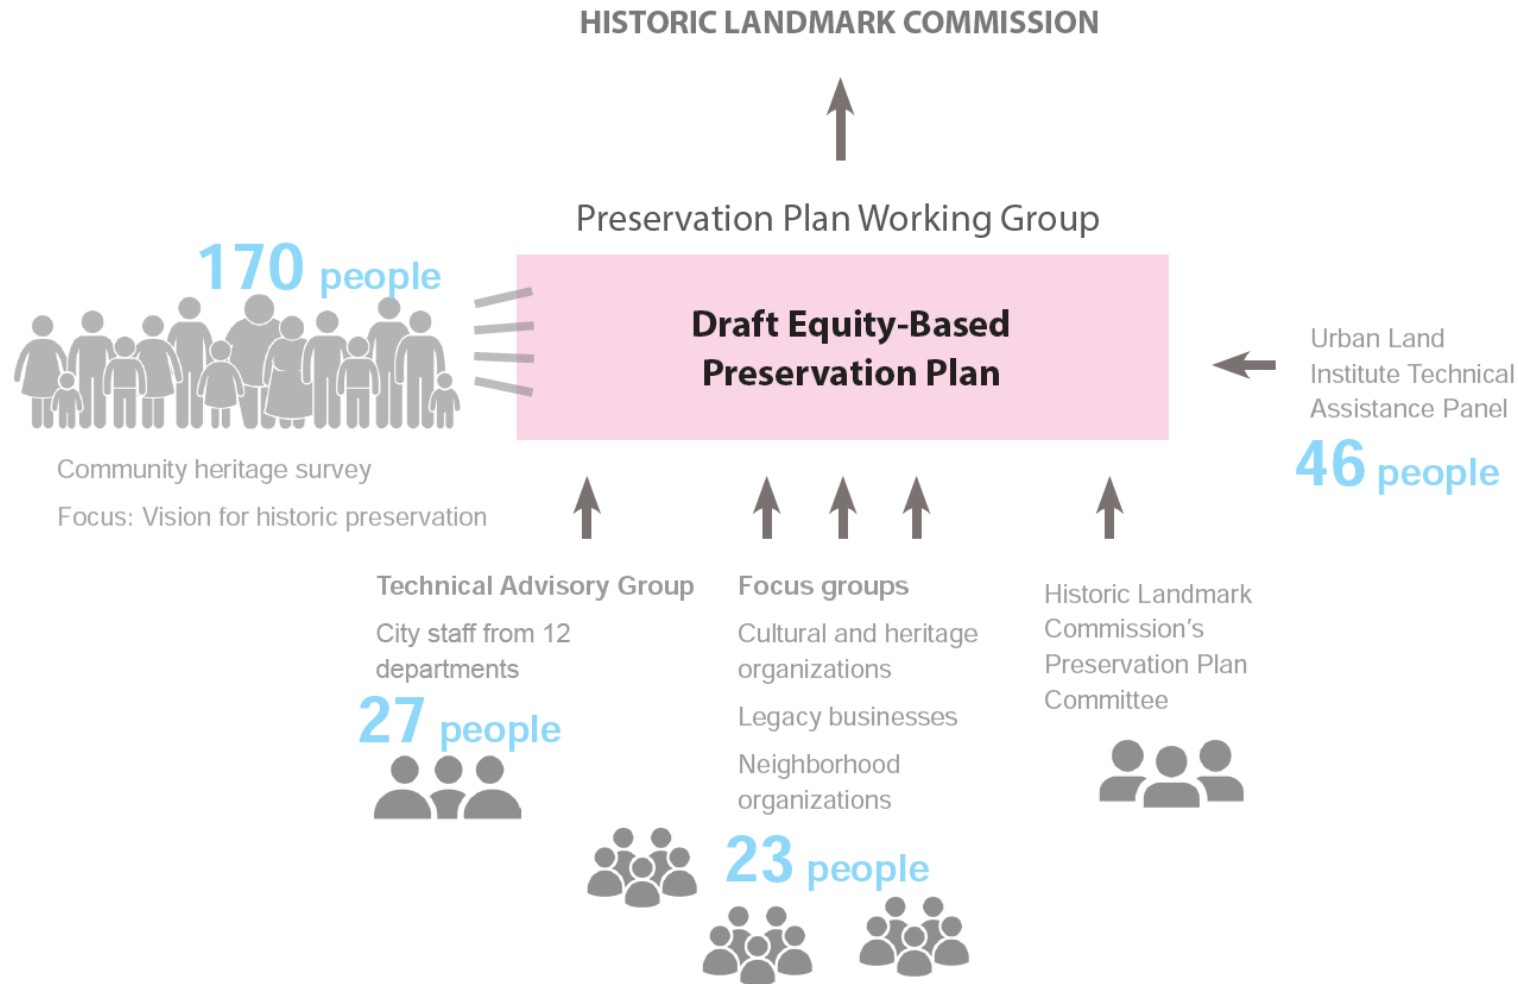 HISTORIC LANDMARK COMMISSION
Preservation Plan Working Group
Draft Equity-Based
Preservation Plan
170 people
Community heritage survey
Focus: Vision for historic preservation
Urban Land
Institute Technical
Assistance Panel
46 people
Technical Advisory Group
City staff from 12
departments
27 people
Focus groups
Cultural and heritage
organizations
Legacy businesses
Neighborhood
organizations
23 people
Historic Landmark
Commission’s
Preservation Plan
Committee